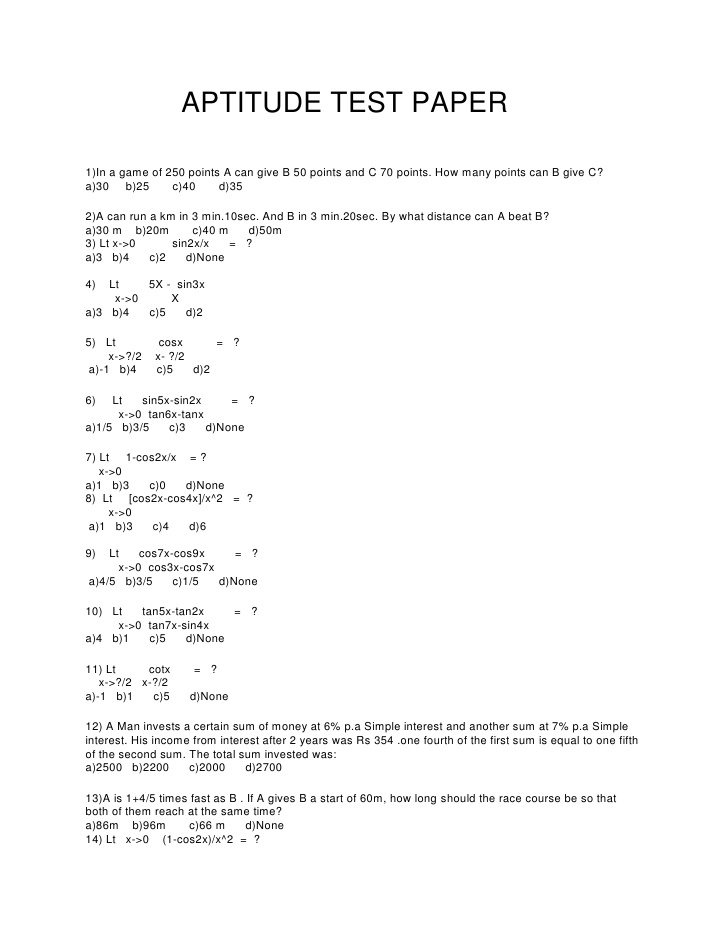 APTITUDE TEST PAPER
1)In a game of 250 points A can give B 50 points and C 70 points. How many points can B give C?
a)30 b)25 c)40 d)35
2)A can run a km in 3 min.10sec. And B in 3 min.20sec. By what distance can A beat B?
a)30 m b)20m c)40 m d)50m
3) Lt x->0 sin2x/x = ?
a)3 b)4 c)2 d)None
4) Lt 5X - sin3x
x->0 X
a)3 b)4 c)5 d)2
5) Lt cosx = ?
x->?/2 x- ?/2
a)-1 b)4 c)5 d)2
6) Lt sin5x-sin2x = ?
x->0 tan6x-tanx
a)1/5 b)3/5 c)3 d)None
7) Lt 1-cos2x/x = ?
x->0
a)1 b)3 c)0 d)None
8) Lt [cos2x-cos4x]/x^2 = ?
x->0
a)1 b)3 c)4 d)6
9) Lt cos7x-cos9x = ?
x->0 cos3x-cos7x
a)4/5 b)3/5 c)1/5 d)None
10) Lt tan5x-tan2x = ?
x->0 tan7x-sin4x
a)4 b)1 c)5 d)None
11) Lt cotx = ?
x->?/2 x-?/2
a)-1 b)1 c)5 d)None
12) A Man invests a certain sum of money at 6% p.a Simple interest and another sum at 7% p.a Simple
interest. His income from interest after 2 years was Rs 354 .one fourth of the first sum is equal to one fifth
of the second sum. The total sum invested was:
a)2500 b)2200 c)2000 d)2700
13)A is 1+4/5 times fast as B . If A gives B a start of 60m, how long should the race course be so that
both of them reach at the same time?
a)86m b)96m c)66 m d)None
14) Lt x->0 (1-cos2x)/x^2 = ?